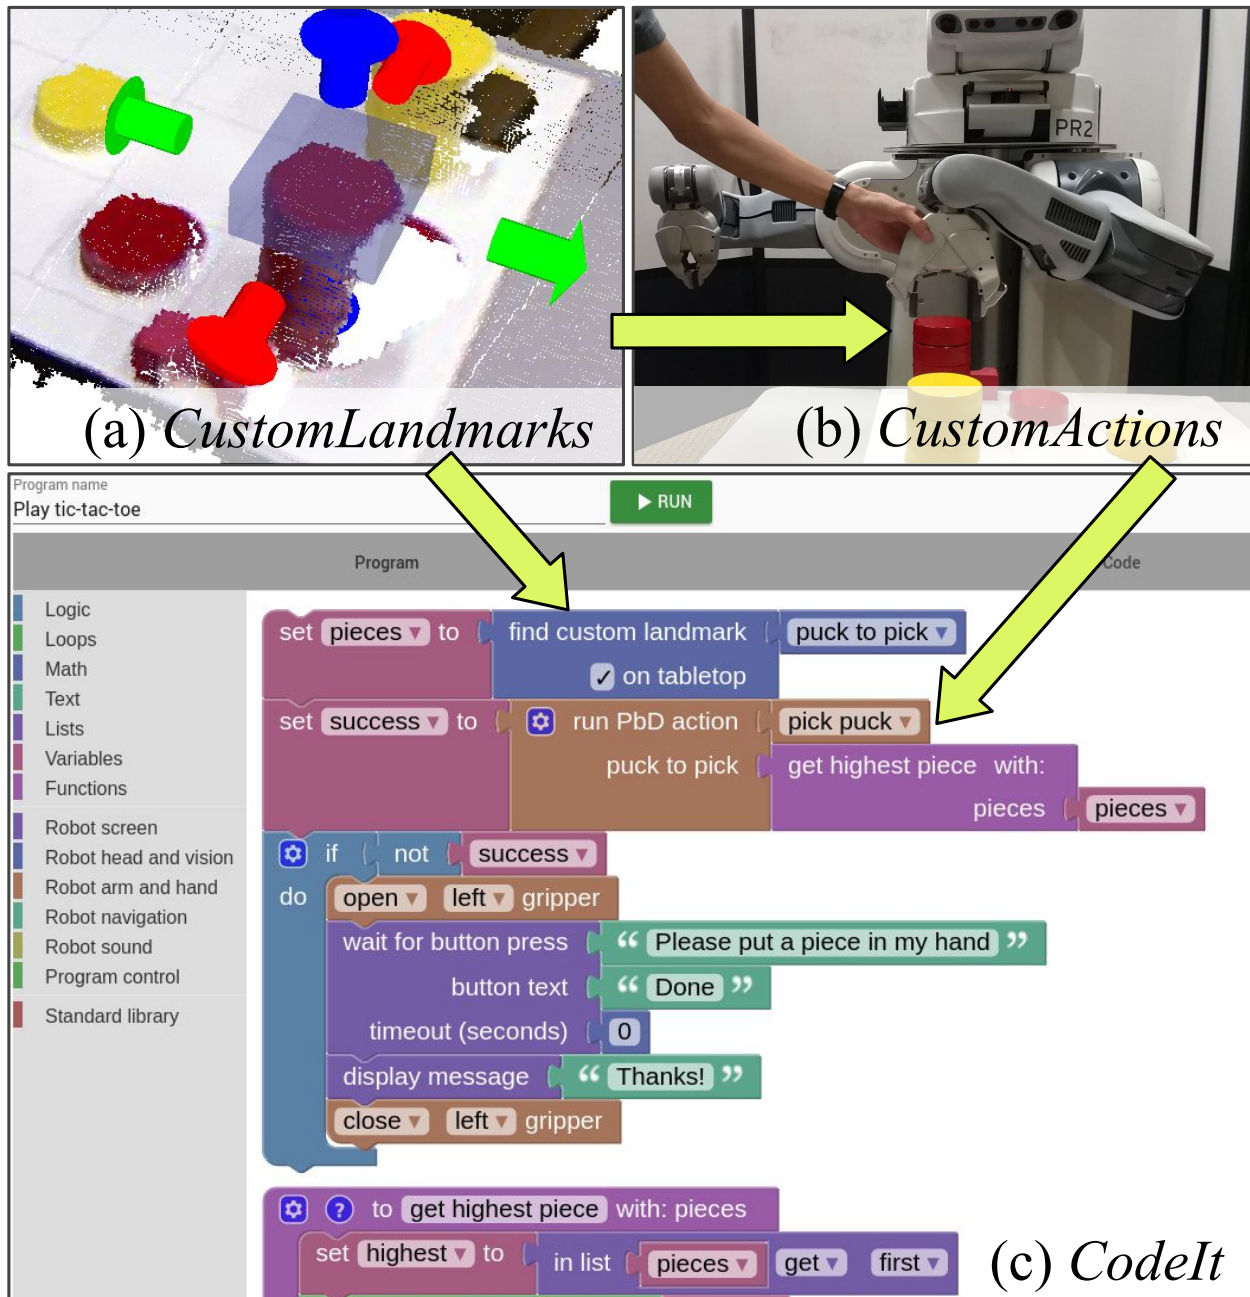 PR2
(a) CustomLandmarks
(b) CustomActions
Program name
Play tic-tac-toe
RUN
Program
Code
Logic
Loops
Math
Text
Lists
Variables
Functions
Robot screen
Robot head and vision
Robot arm and hand
Robot navigation
Robot sound
Program control
Standard library
set pieces to find custom landmark puck to pick
✓ on tabletop
set success to run PbD action pick puck
puck to pick get highest piece with:
pieces pieces
if not success
do open left gripper
wait for button press “ Please put a piece in my hand ”
button text “ Done ”
timeout (seconds) 0
display message “ Thanks! ”
close left gripper
? to get highest piece with: pieces
set highest to in list pieces get first
(c) CodeIt